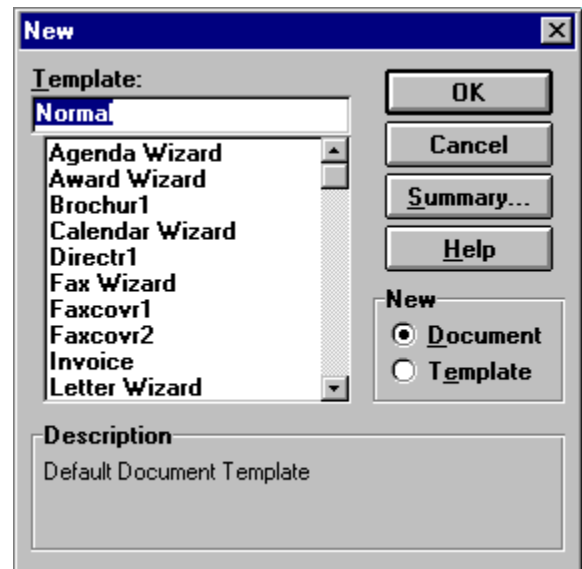 New
Template:
Normal
Agenda Wizard
Award Wizard
Brochur1
Calendar Wizard
Directr1
Fax Wizard
Faxcovr1
Faxcovr2
Invoice
Letter Wizard
OK
Cancel
Summary...
Help
New
Document
Template
Description
Default Document Template